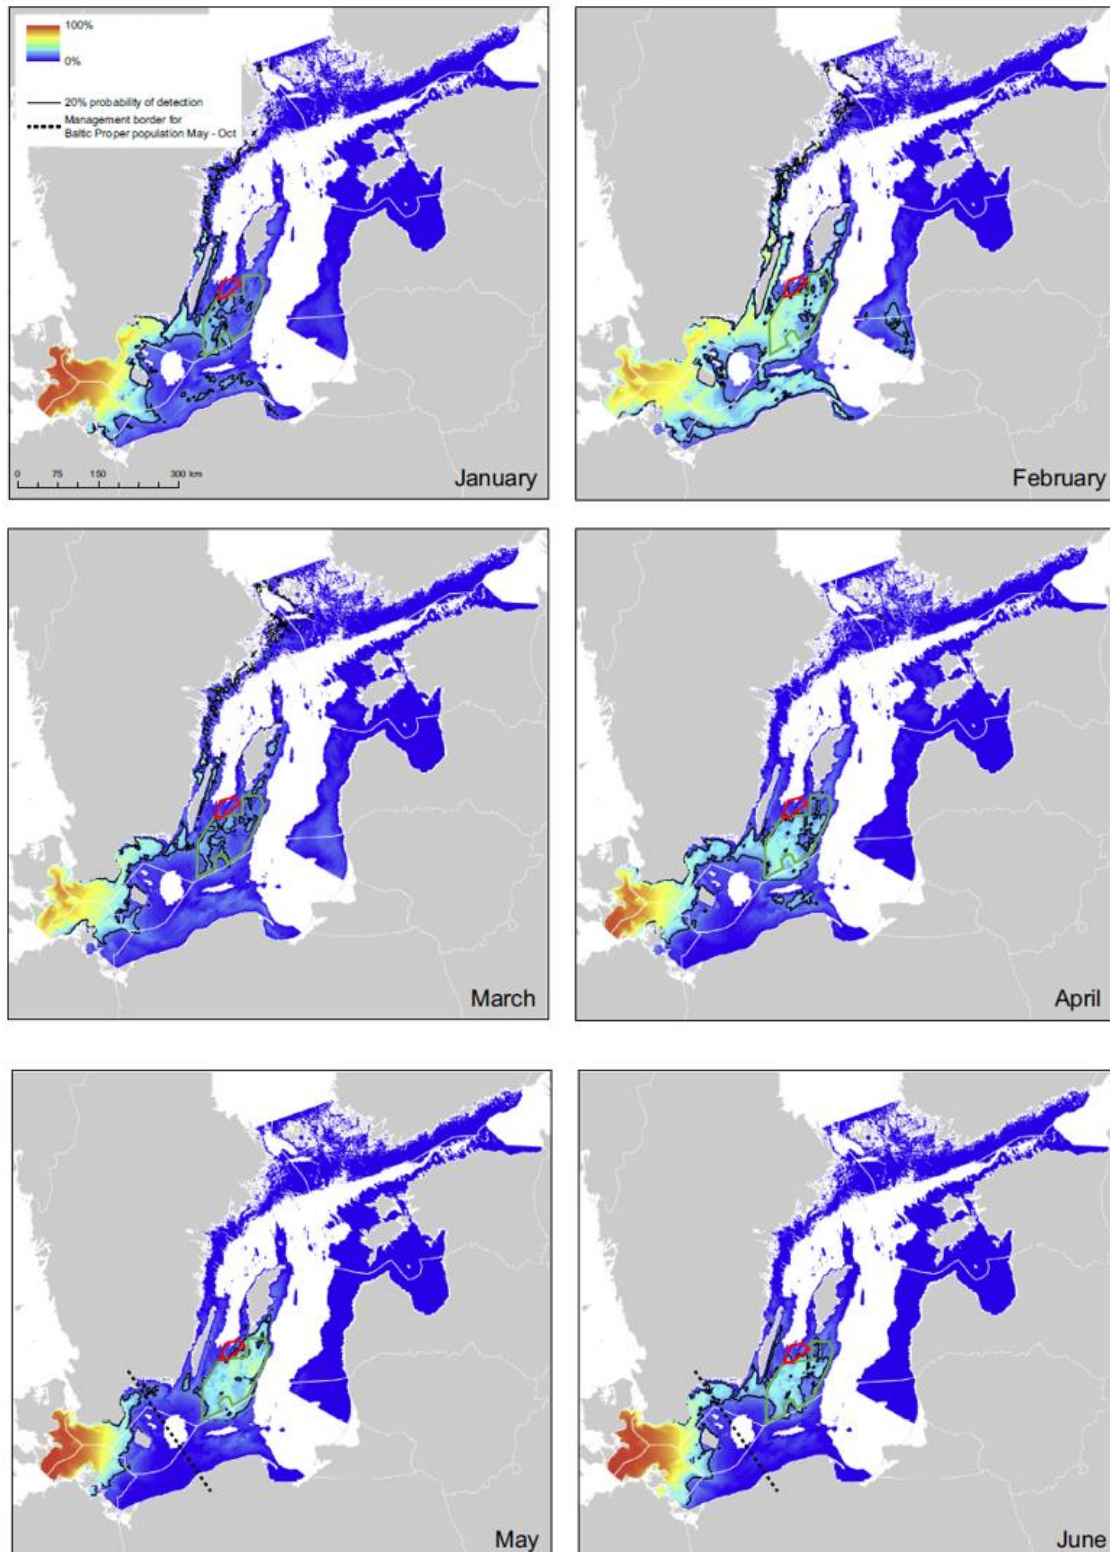 100%
0%
20% probability of detection
Management border for
Baltic Proper population May - Oct
0 75 150 300 km
January
February
March
April
May
June